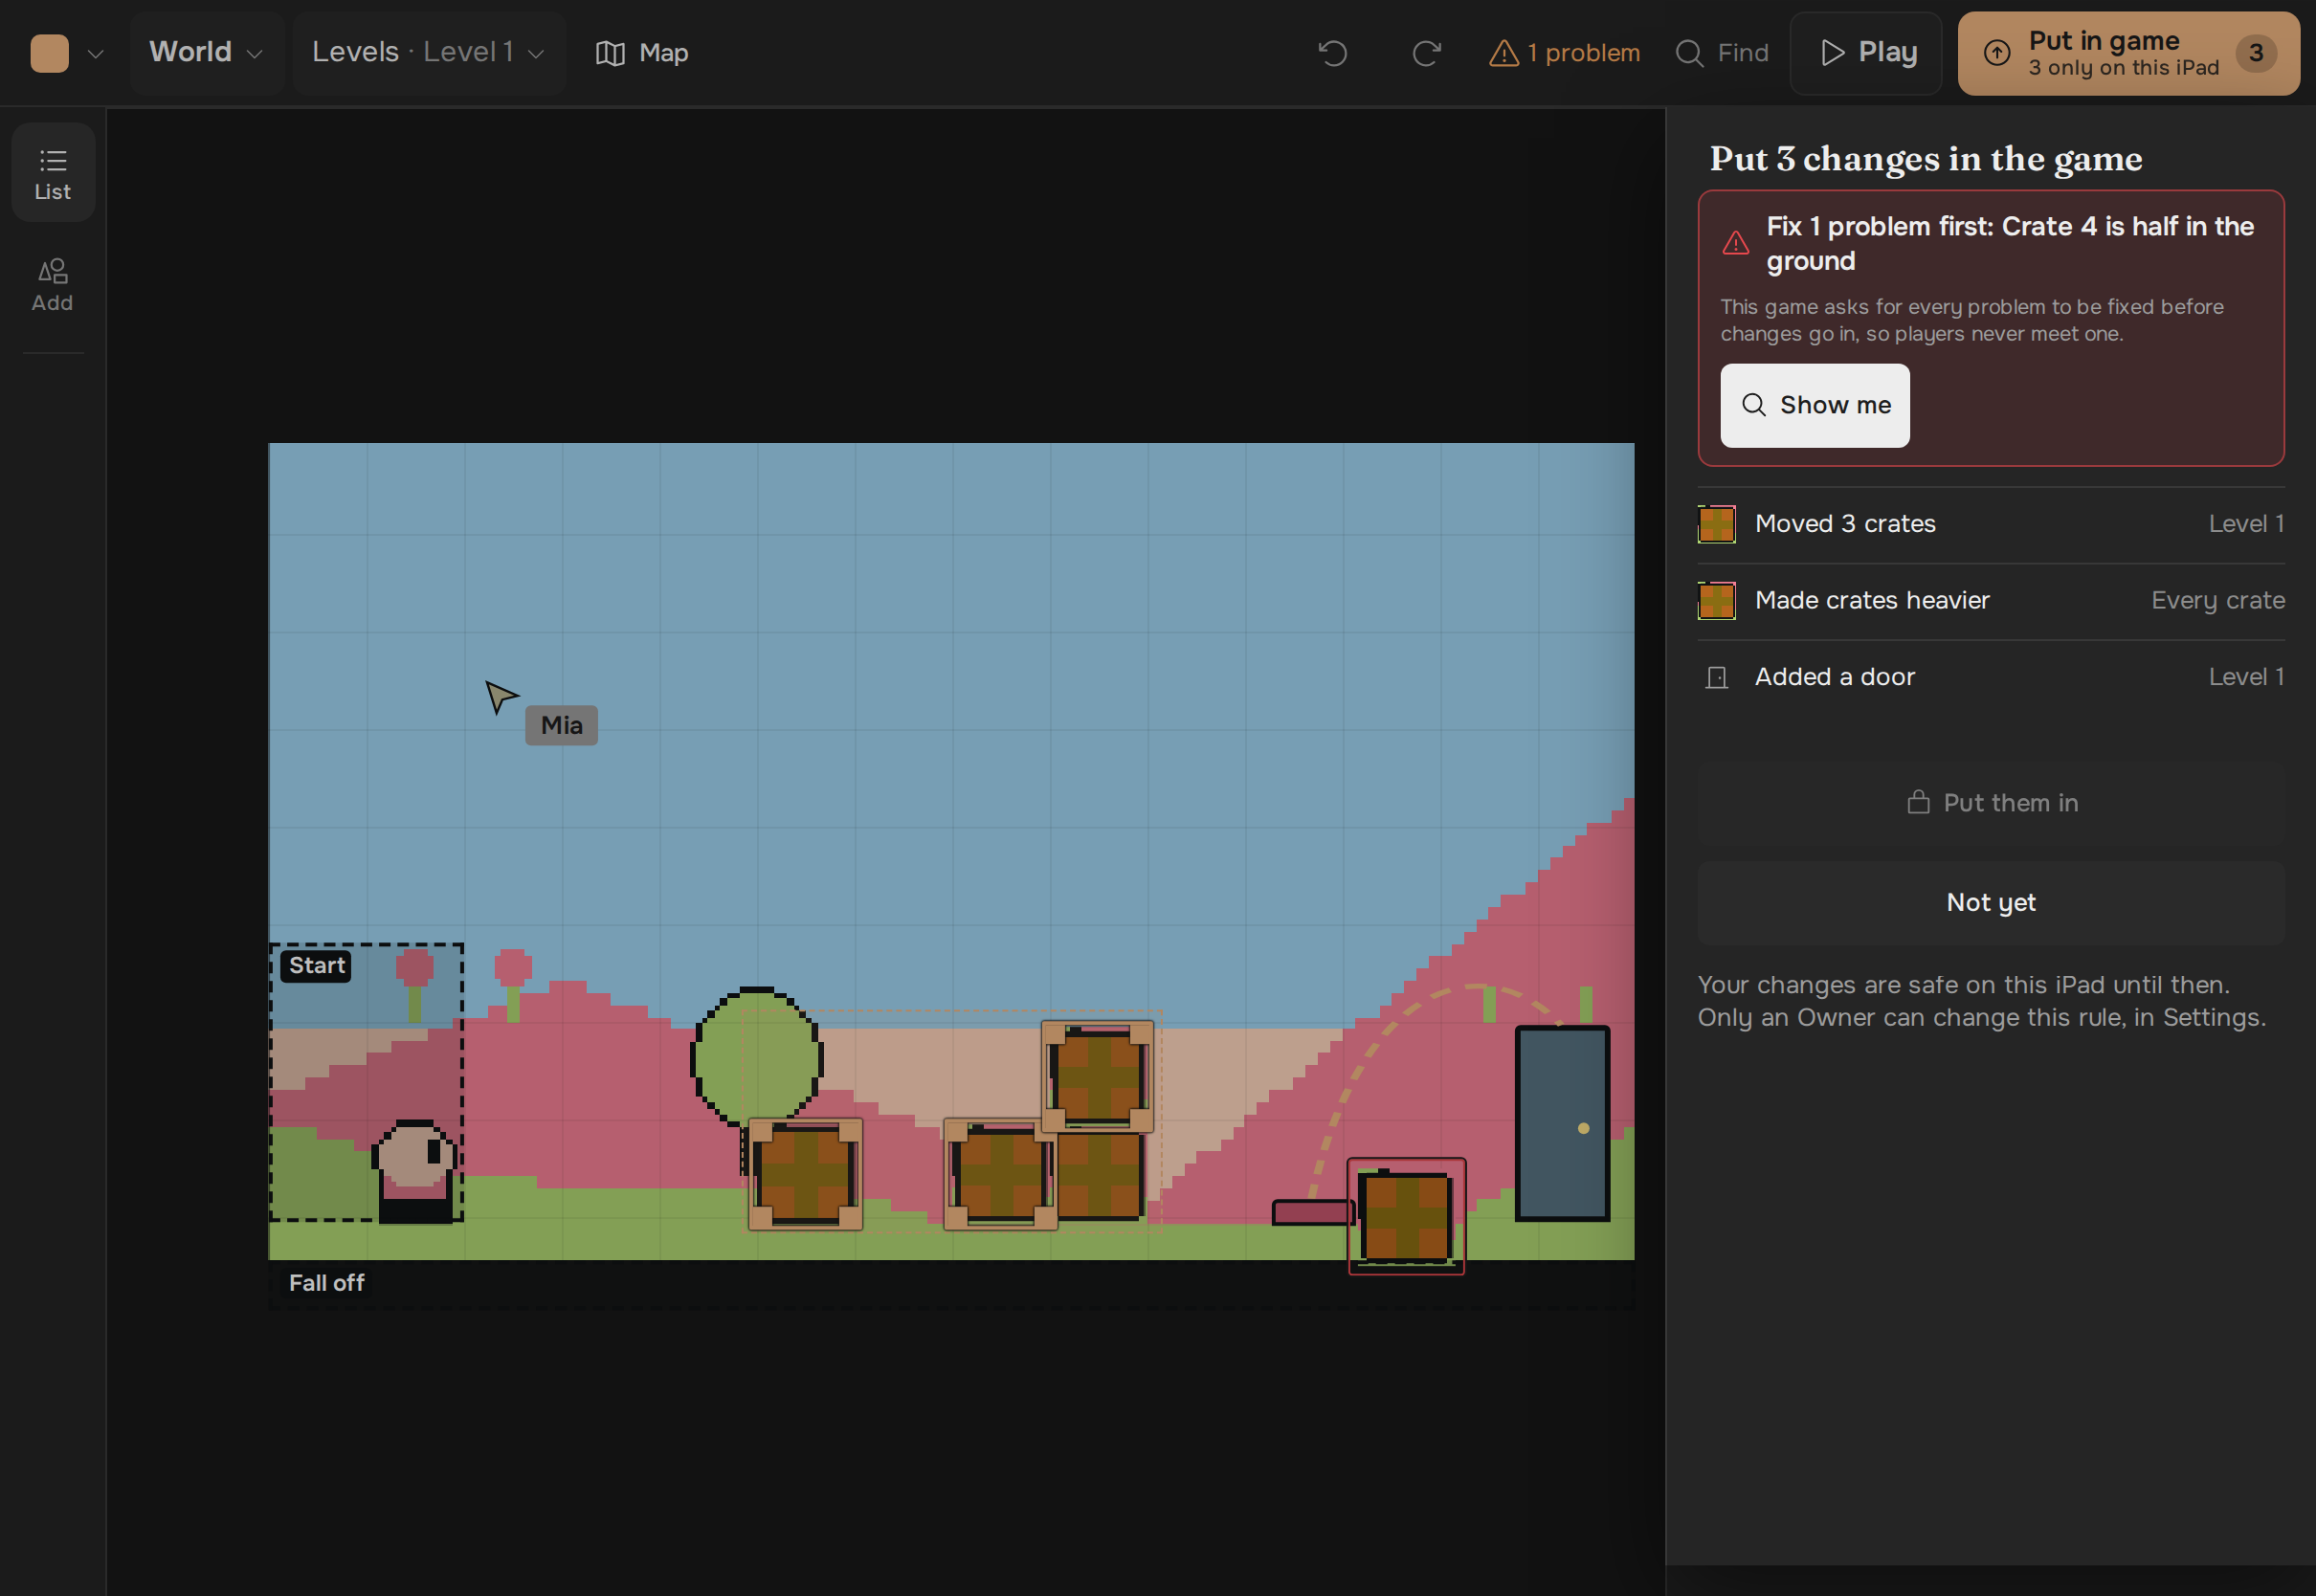 World
Levels · Level 1
Map
1 problem
Find
Play
Put in game
3 only on this iPad
3
List
Add
Put 3 changes in the game
Fix 1 problem first: Crate 4 is half in the
ground
This game asks for every problem to be fixed before
changes go in, so players never meet one.
Show me
Moved 3 crates
Level 1
Made crates heavier
Every crate
Added a door
Level 1
Put them in
Not yet
Your changes are safe on this iPad until then.
Only an Owner can change this rule, in Settings.
Mia
Start
Fall off